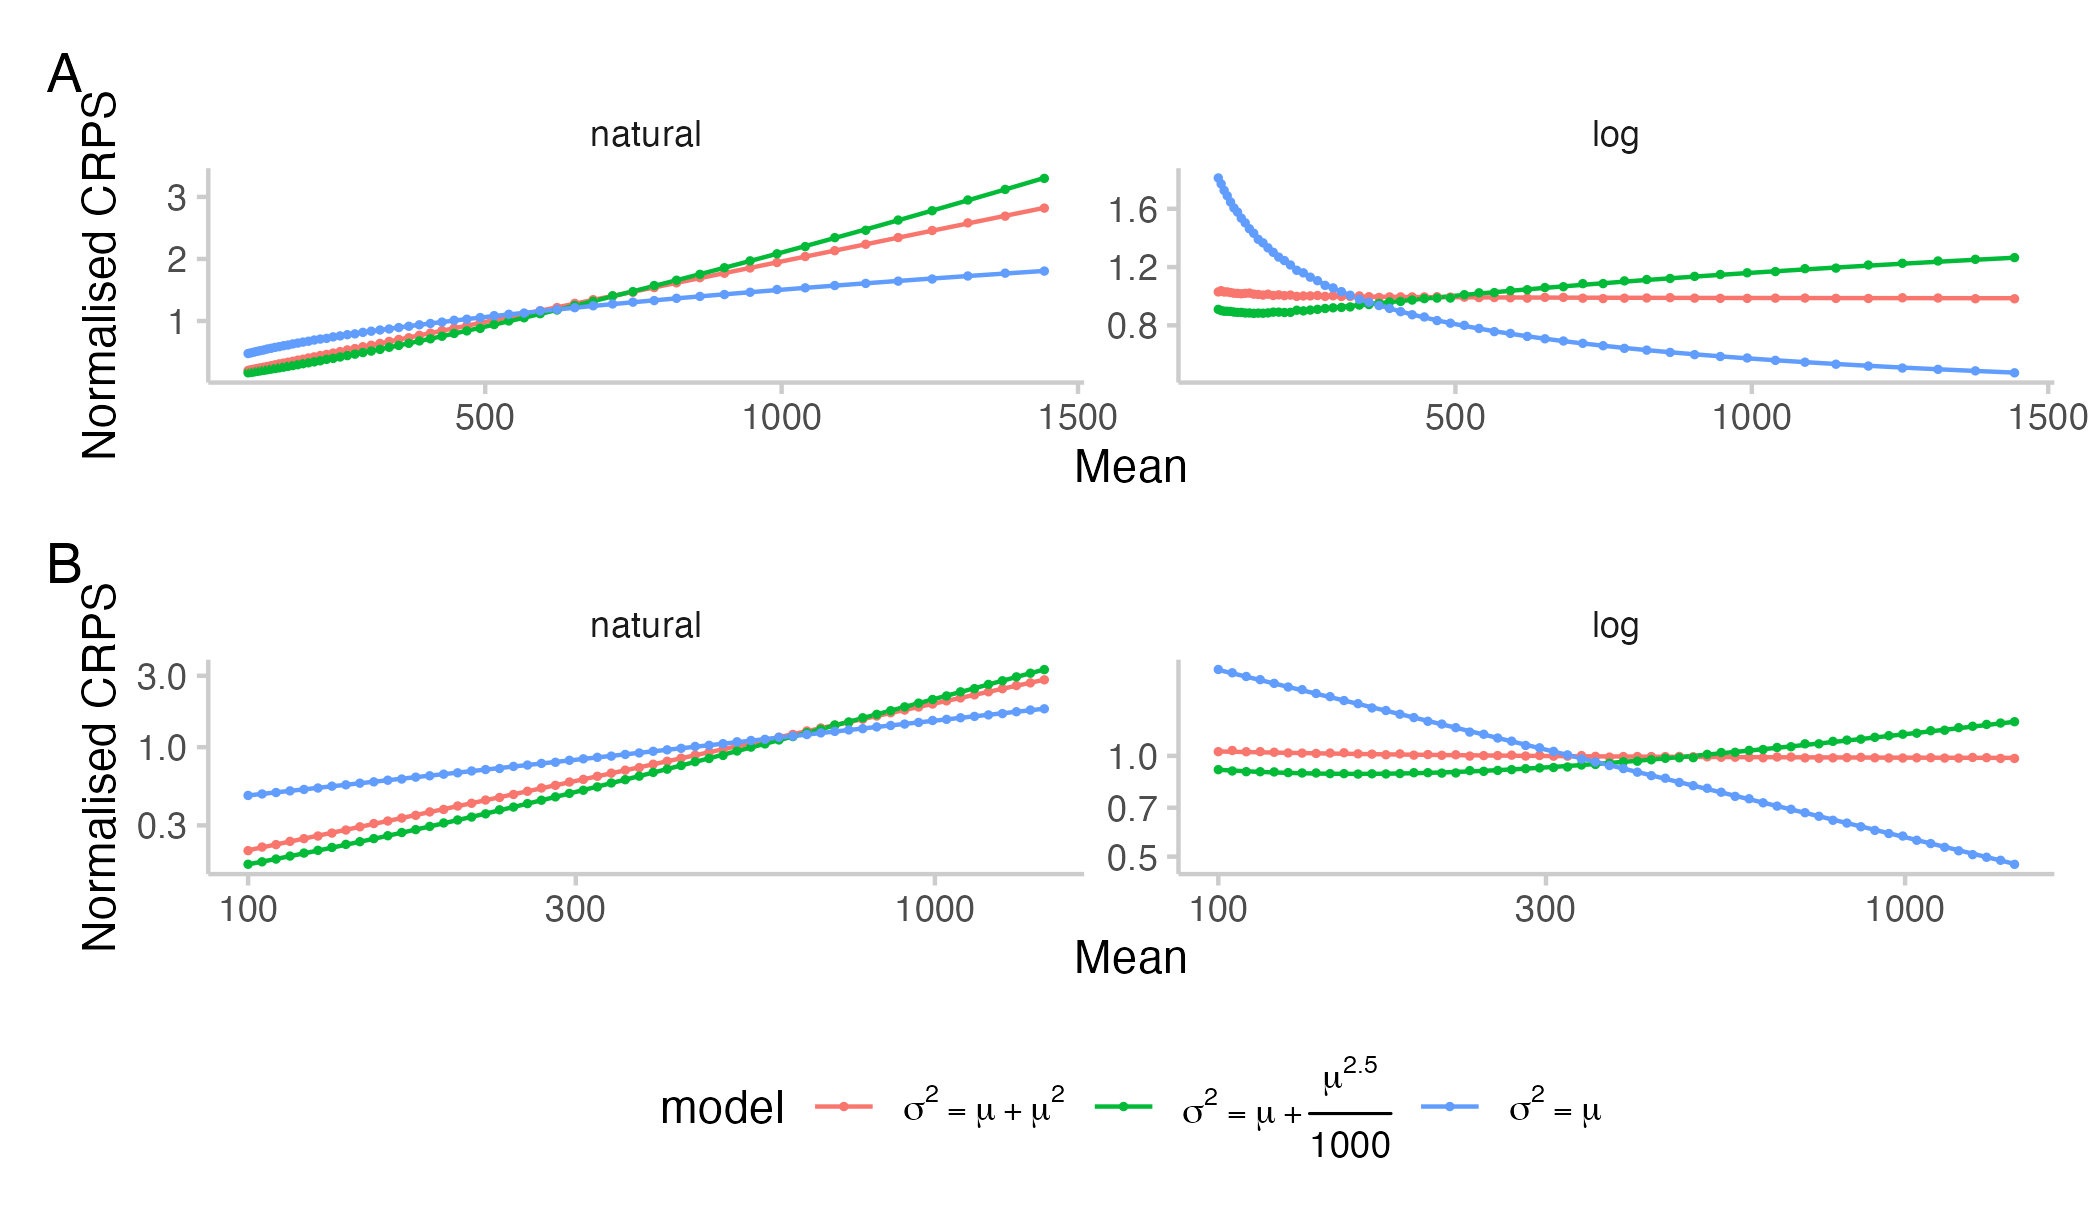 A
Normalised CRPS
natural
log
3
2
1
1.6
1.2
0.8
500
1000
1500
500
1000
1500
Mean
B
Normalised CRPS
natural
log
3.0
1.0
0.3
1.0
0.7
0.5
100
300
1000
100
300
1000
Mean
model
σ² = μ + μ²
σ² = μ + μ^2.5 / 1000
σ² = μ